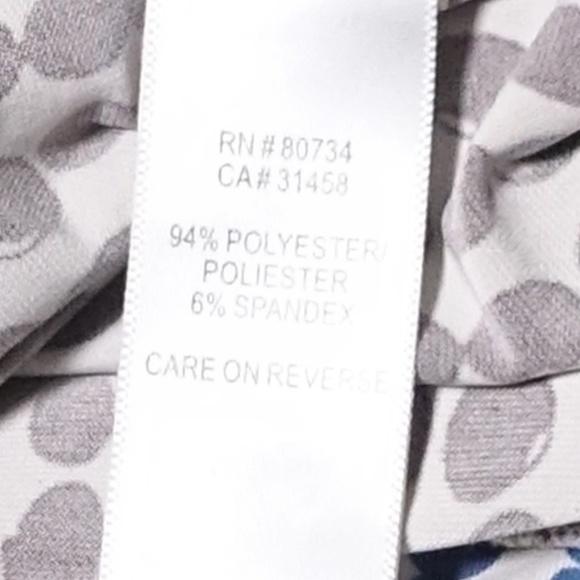 RN # 80734
CA# 31458
94% POLYESTER/
POLIESTER
6% SPANDEX
CARE ON REVERSE